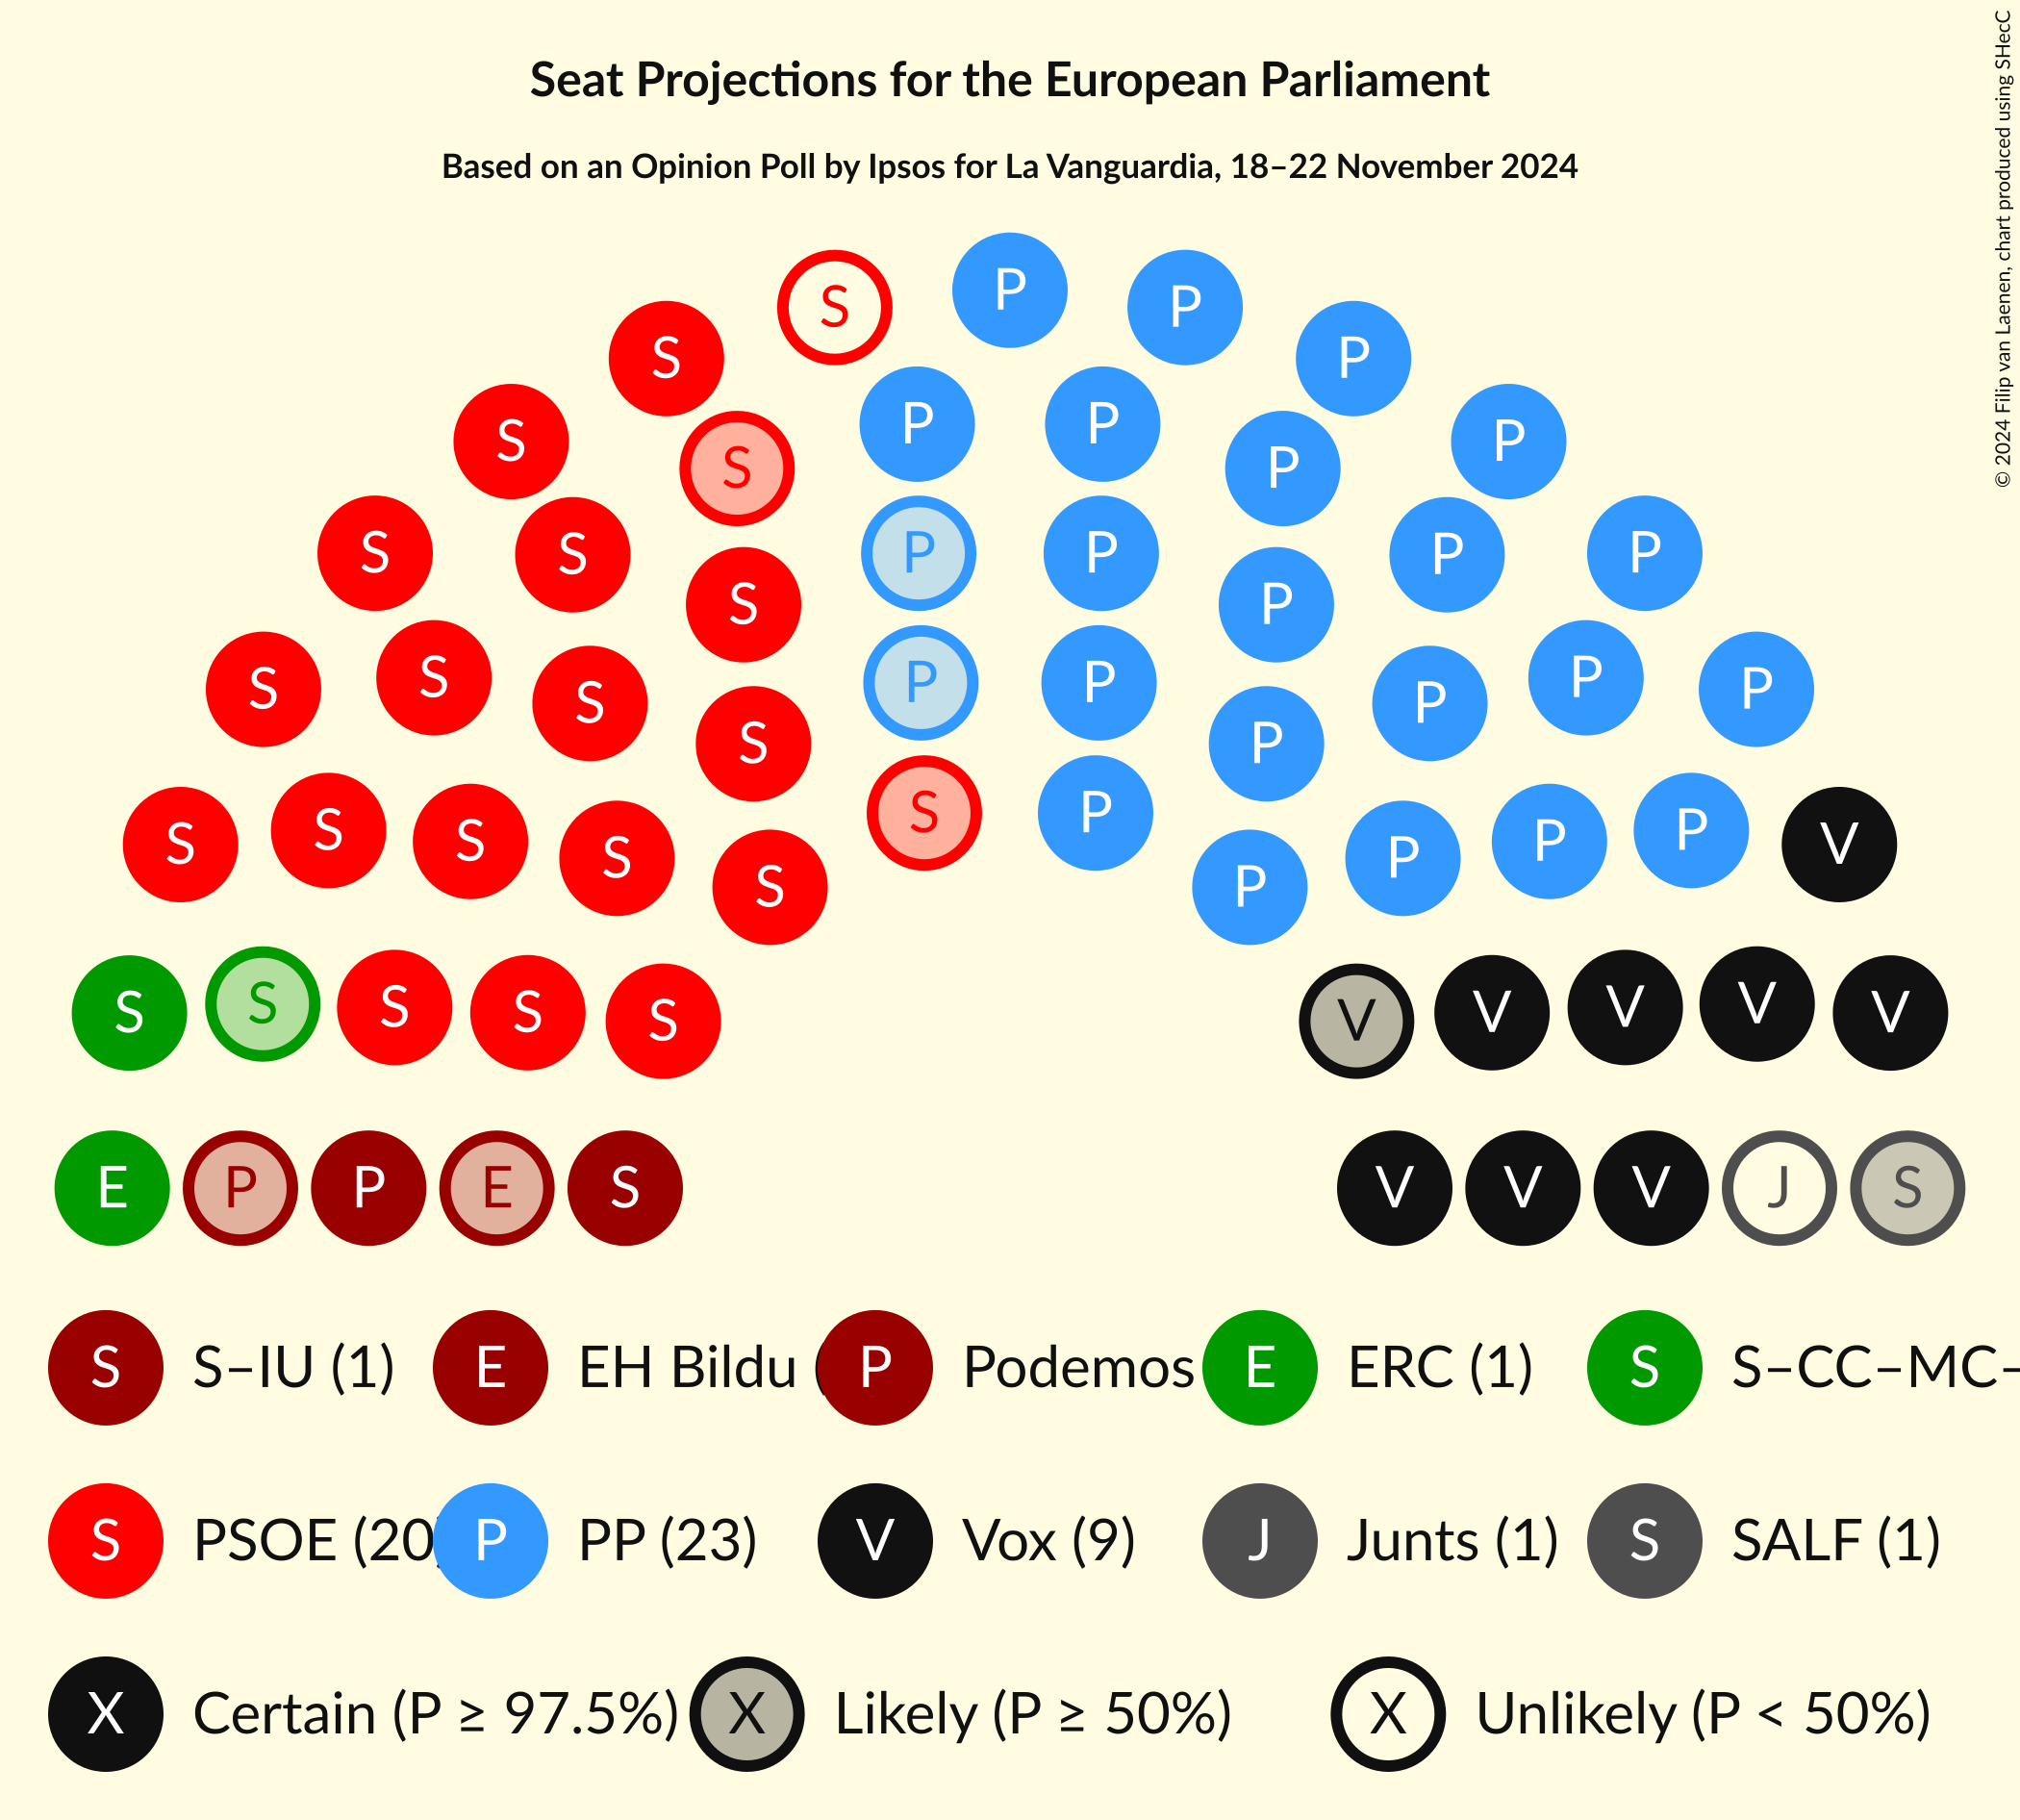 Seat Projections for the European Parliament
Based on an Opinion Poll by Ipsos for La Vanguardia, 18–22 November 2024
© 2024 Filip van Laenen, chart produced using SHecC
S P P
S P
S P P P
S S P
S P P P
S S P P
S P
S S P P P
S S P P
S P P
S P
S S P P
S S P P V
S P
S S V V
S S S V V V
S V
E P P E S V V V J S
S S–IU (1) E EH Bildu P Podemos E ERC (1) S S–CC–MC–
S PSOE (20) P PP (23) V Vox (9) J Junts (1) S SALF (1)
X Certain (P ≥ 97.5%) X Likely (P ≥ 50%) X Unlikely (P < 50%)